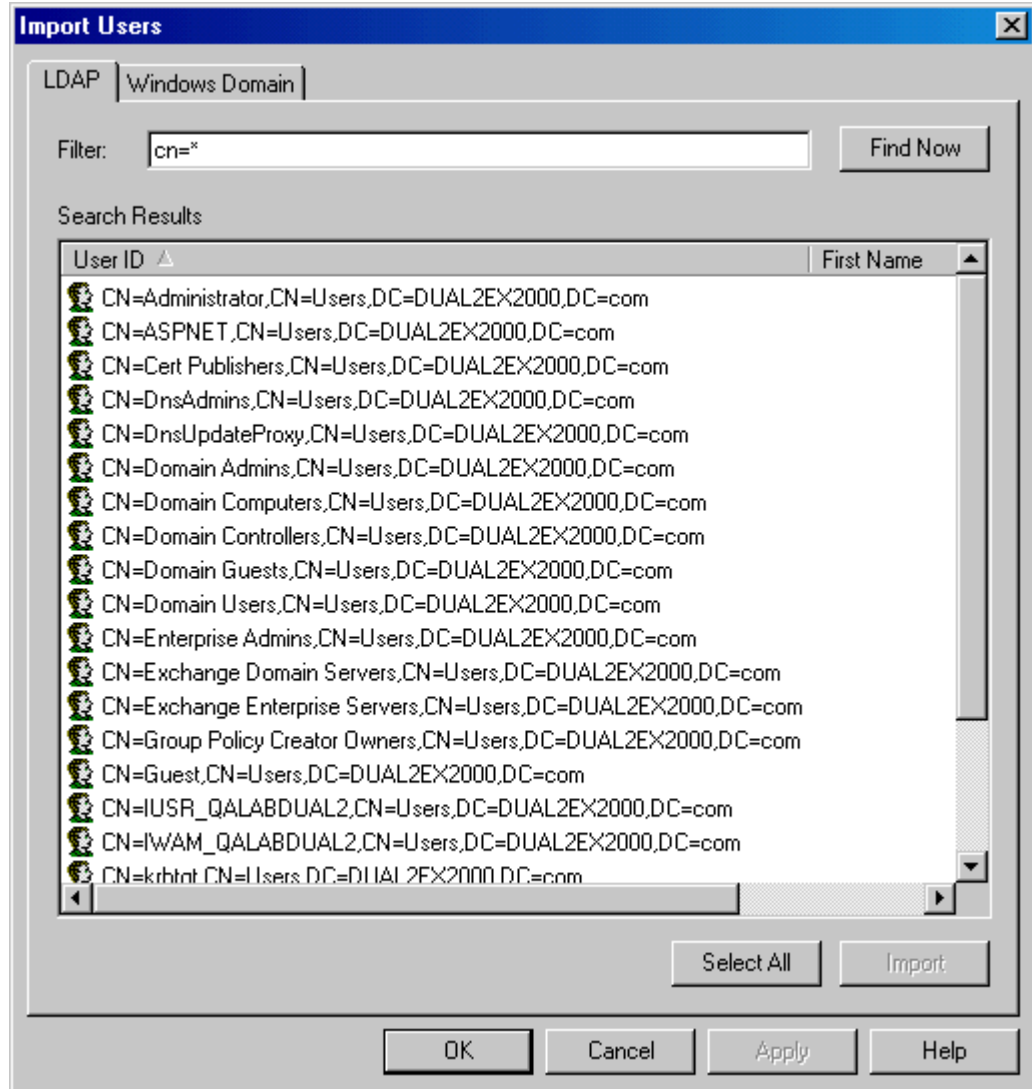 Import Users
LDAP Windows Domain
Filter: cn=* Find Now
Search Results
User ID First Name
CN=Administrator,CN=Users,DC=DUAL2EX2000,DC=com
CN=ASPNET,CN=Users,DC=DUAL2EX2000,DC=com
CN=Cert Publishers,CN=Users,DC=DUAL2EX2000,DC=com
CN=DnsAdmins,CN=Users,DC=DUAL2EX2000,DC=com
CN=DnsUpdateProxy,CN=Users,DC=DUAL2EX2000,DC=com
CN=Domain Admins,CN=Users,DC=DUAL2EX2000,DC=com
CN=Domain Computers,CN=Users,DC=DUAL2EX2000,DC=com
CN=Domain Controllers,CN=Users,DC=DUAL2EX2000,DC=com
CN=Domain Guests,CN=Users,DC=DUAL2EX2000,DC=com
CN=Domain Users,CN=Users,DC=DUAL2EX2000,DC=com
CN=Enterprise Admins,CN=Users,DC=DUAL2EX2000,DC=com
CN=Exchange Domain Servers,CN=Users,DC=DUAL2EX2000,DC=com
CN=Exchange Enterprise Servers,CN=Users,DC=DUAL2EX2000,DC=com
CN=Group Policy Creator Owners,CN=Users,DC=DUAL2EX2000,DC=com
CN=Guest,CN=Users,DC=DUAL2EX2000,DC=com
CN=IUSR_QALABDUAL2,CN=Users,DC=DUAL2EX2000,DC=com
CN=IWAM_QALABDUAL2,CN=Users,DC=DUAL2EX2000,DC=com
CN=krbtgt,CN=Users,DC=DUAL2EX2000,DC=com
Select All Import
OK Cancel Apply Help